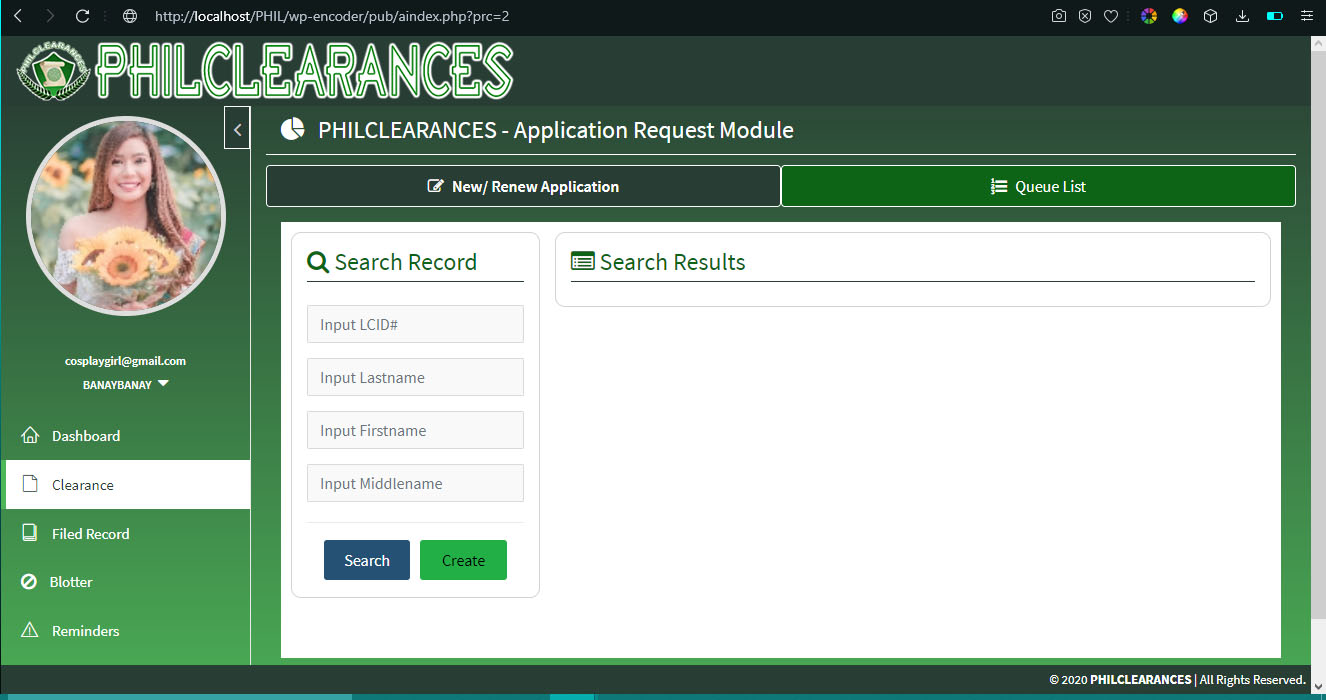 http://localhost/PHIL/wp-encoder/pub/aindex.php?prc=2
PHILCLEARANCES
PHILCLEARANCES
cosplaygirl@gmail.com
BANAYBANAY
Dashboard
Clearance
Filed Record
Blotter
Reminders
PHILCLEARANCES - Application Request Module
New/ Renew Application
Queue List
Search Record
Input LCID#
Input Lastname
Input Firstname
Input Middlename
Search
Create
Search Results
© 2020 PHILCLEARANCES | All Rights Reserved.